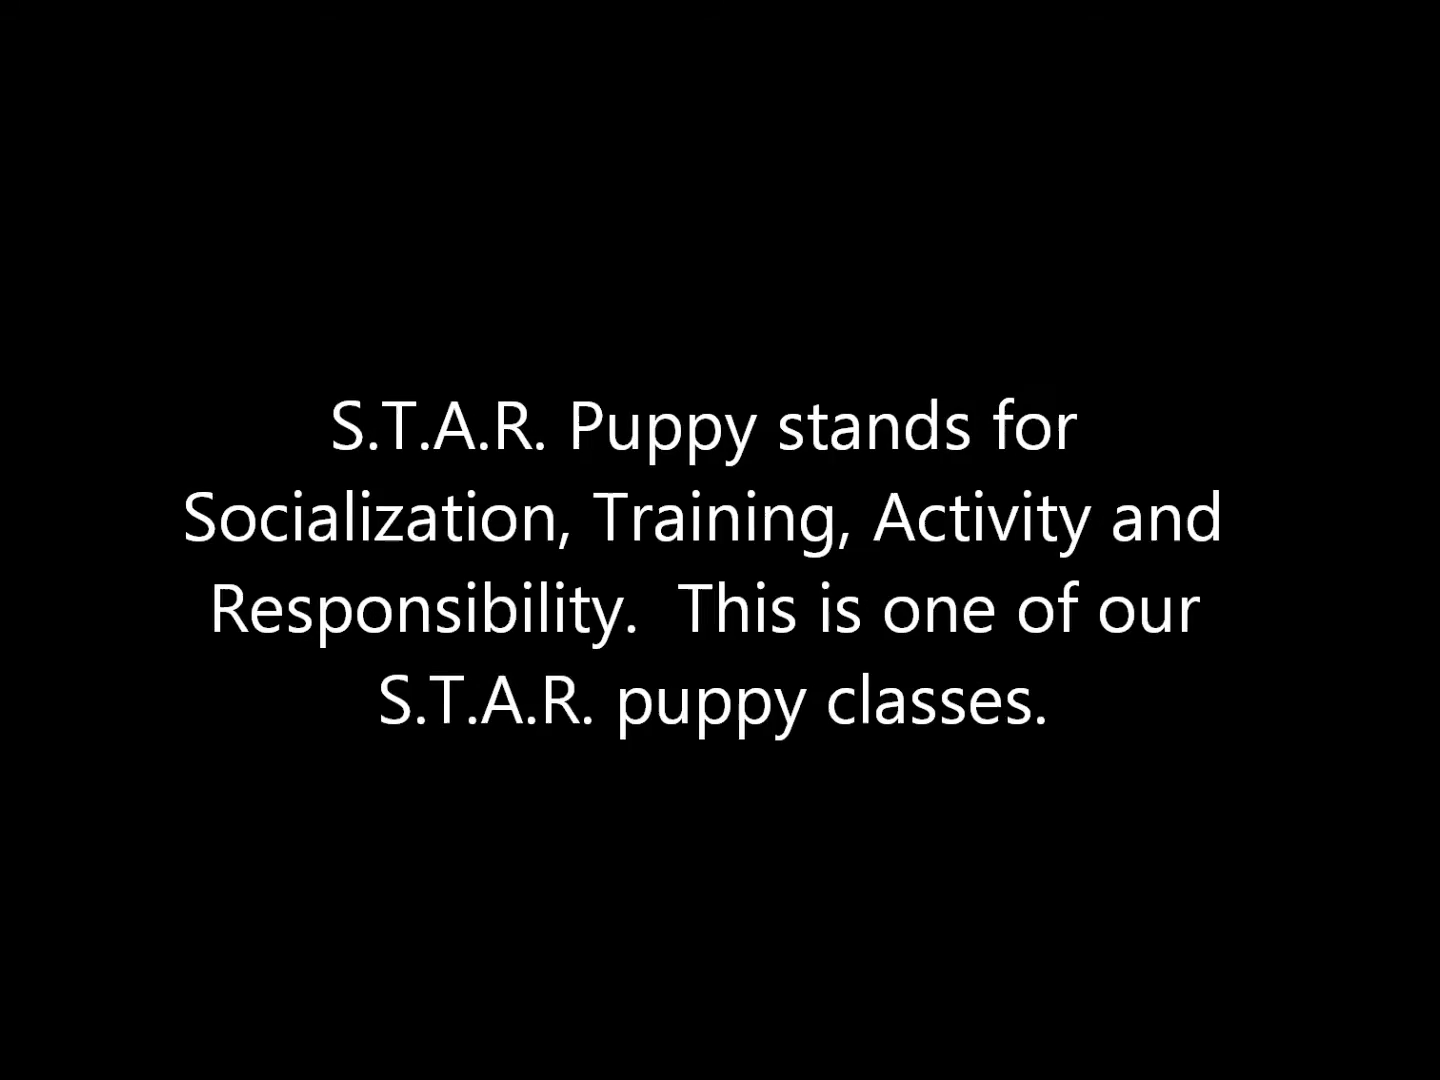 S.T.A.R. Puppy stands for
Socialization, Training, Activity and
Responsibility.  This is one of our
S.T.A.R. puppy classes.